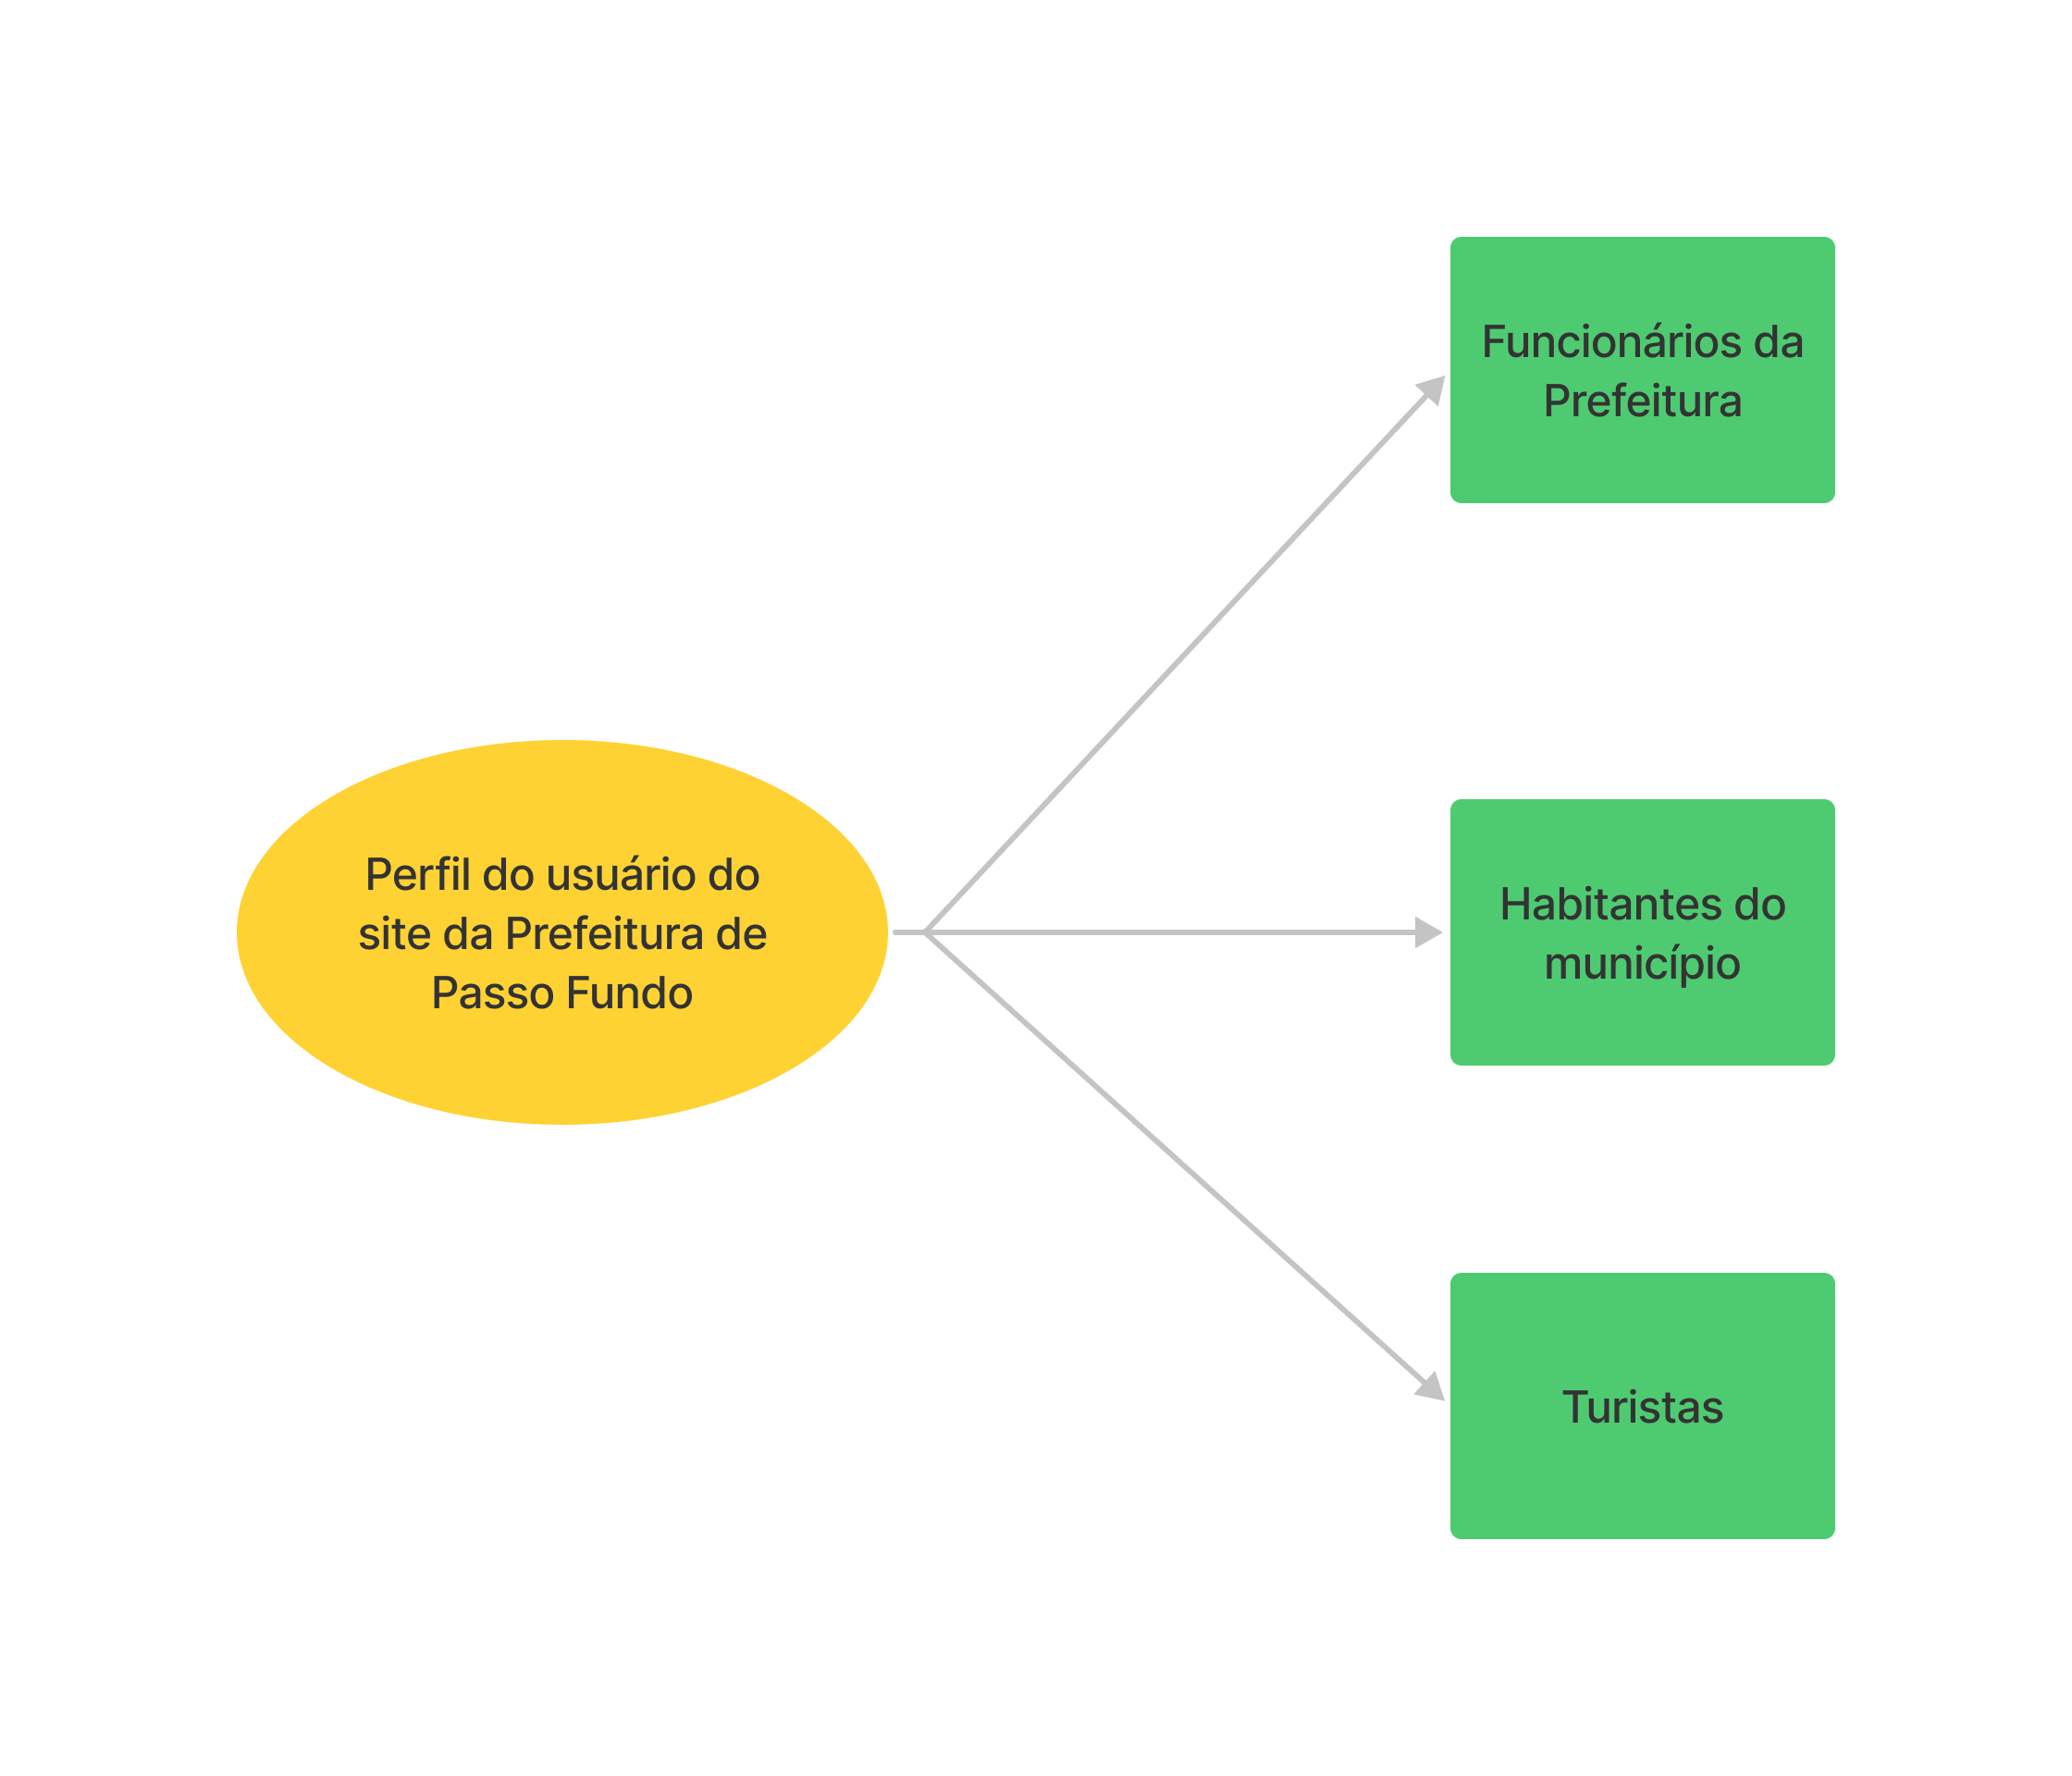 Perfil do usuário do
site da Prefeitura de
Passo Fundo
Funcionários da
Prefeitura
Habitantes do
município
Turistas